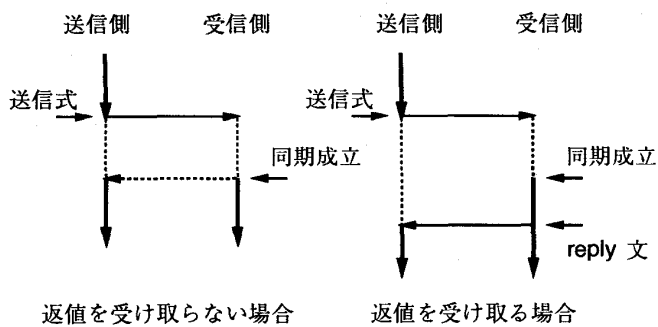 送信側 受信側 送信側 受信側
送信式 送信式
同期成立 同期成立
reply 文
返値を受け取らない場合 返値を受け取る場合